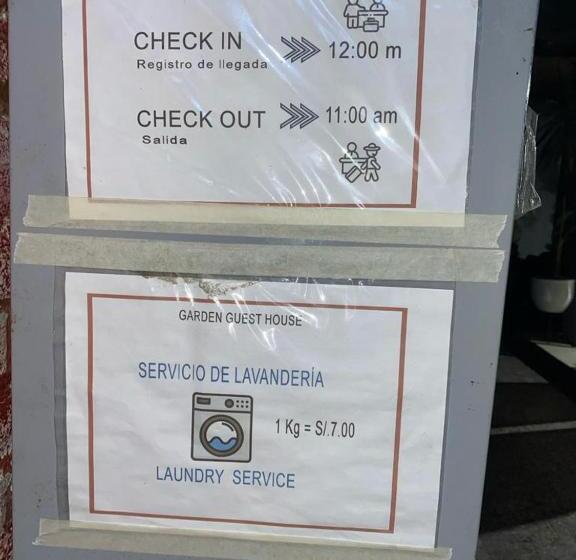 CHECK IN >>> 12:00 m
Registro de llegada
CHECK OUT >>> 11:00 am
Salida
GARDEN GUEST HOUSE
SERVICIO DE LAVANDERÍA
1 Kg = S/.7.00
LAUNDRY SERVICE